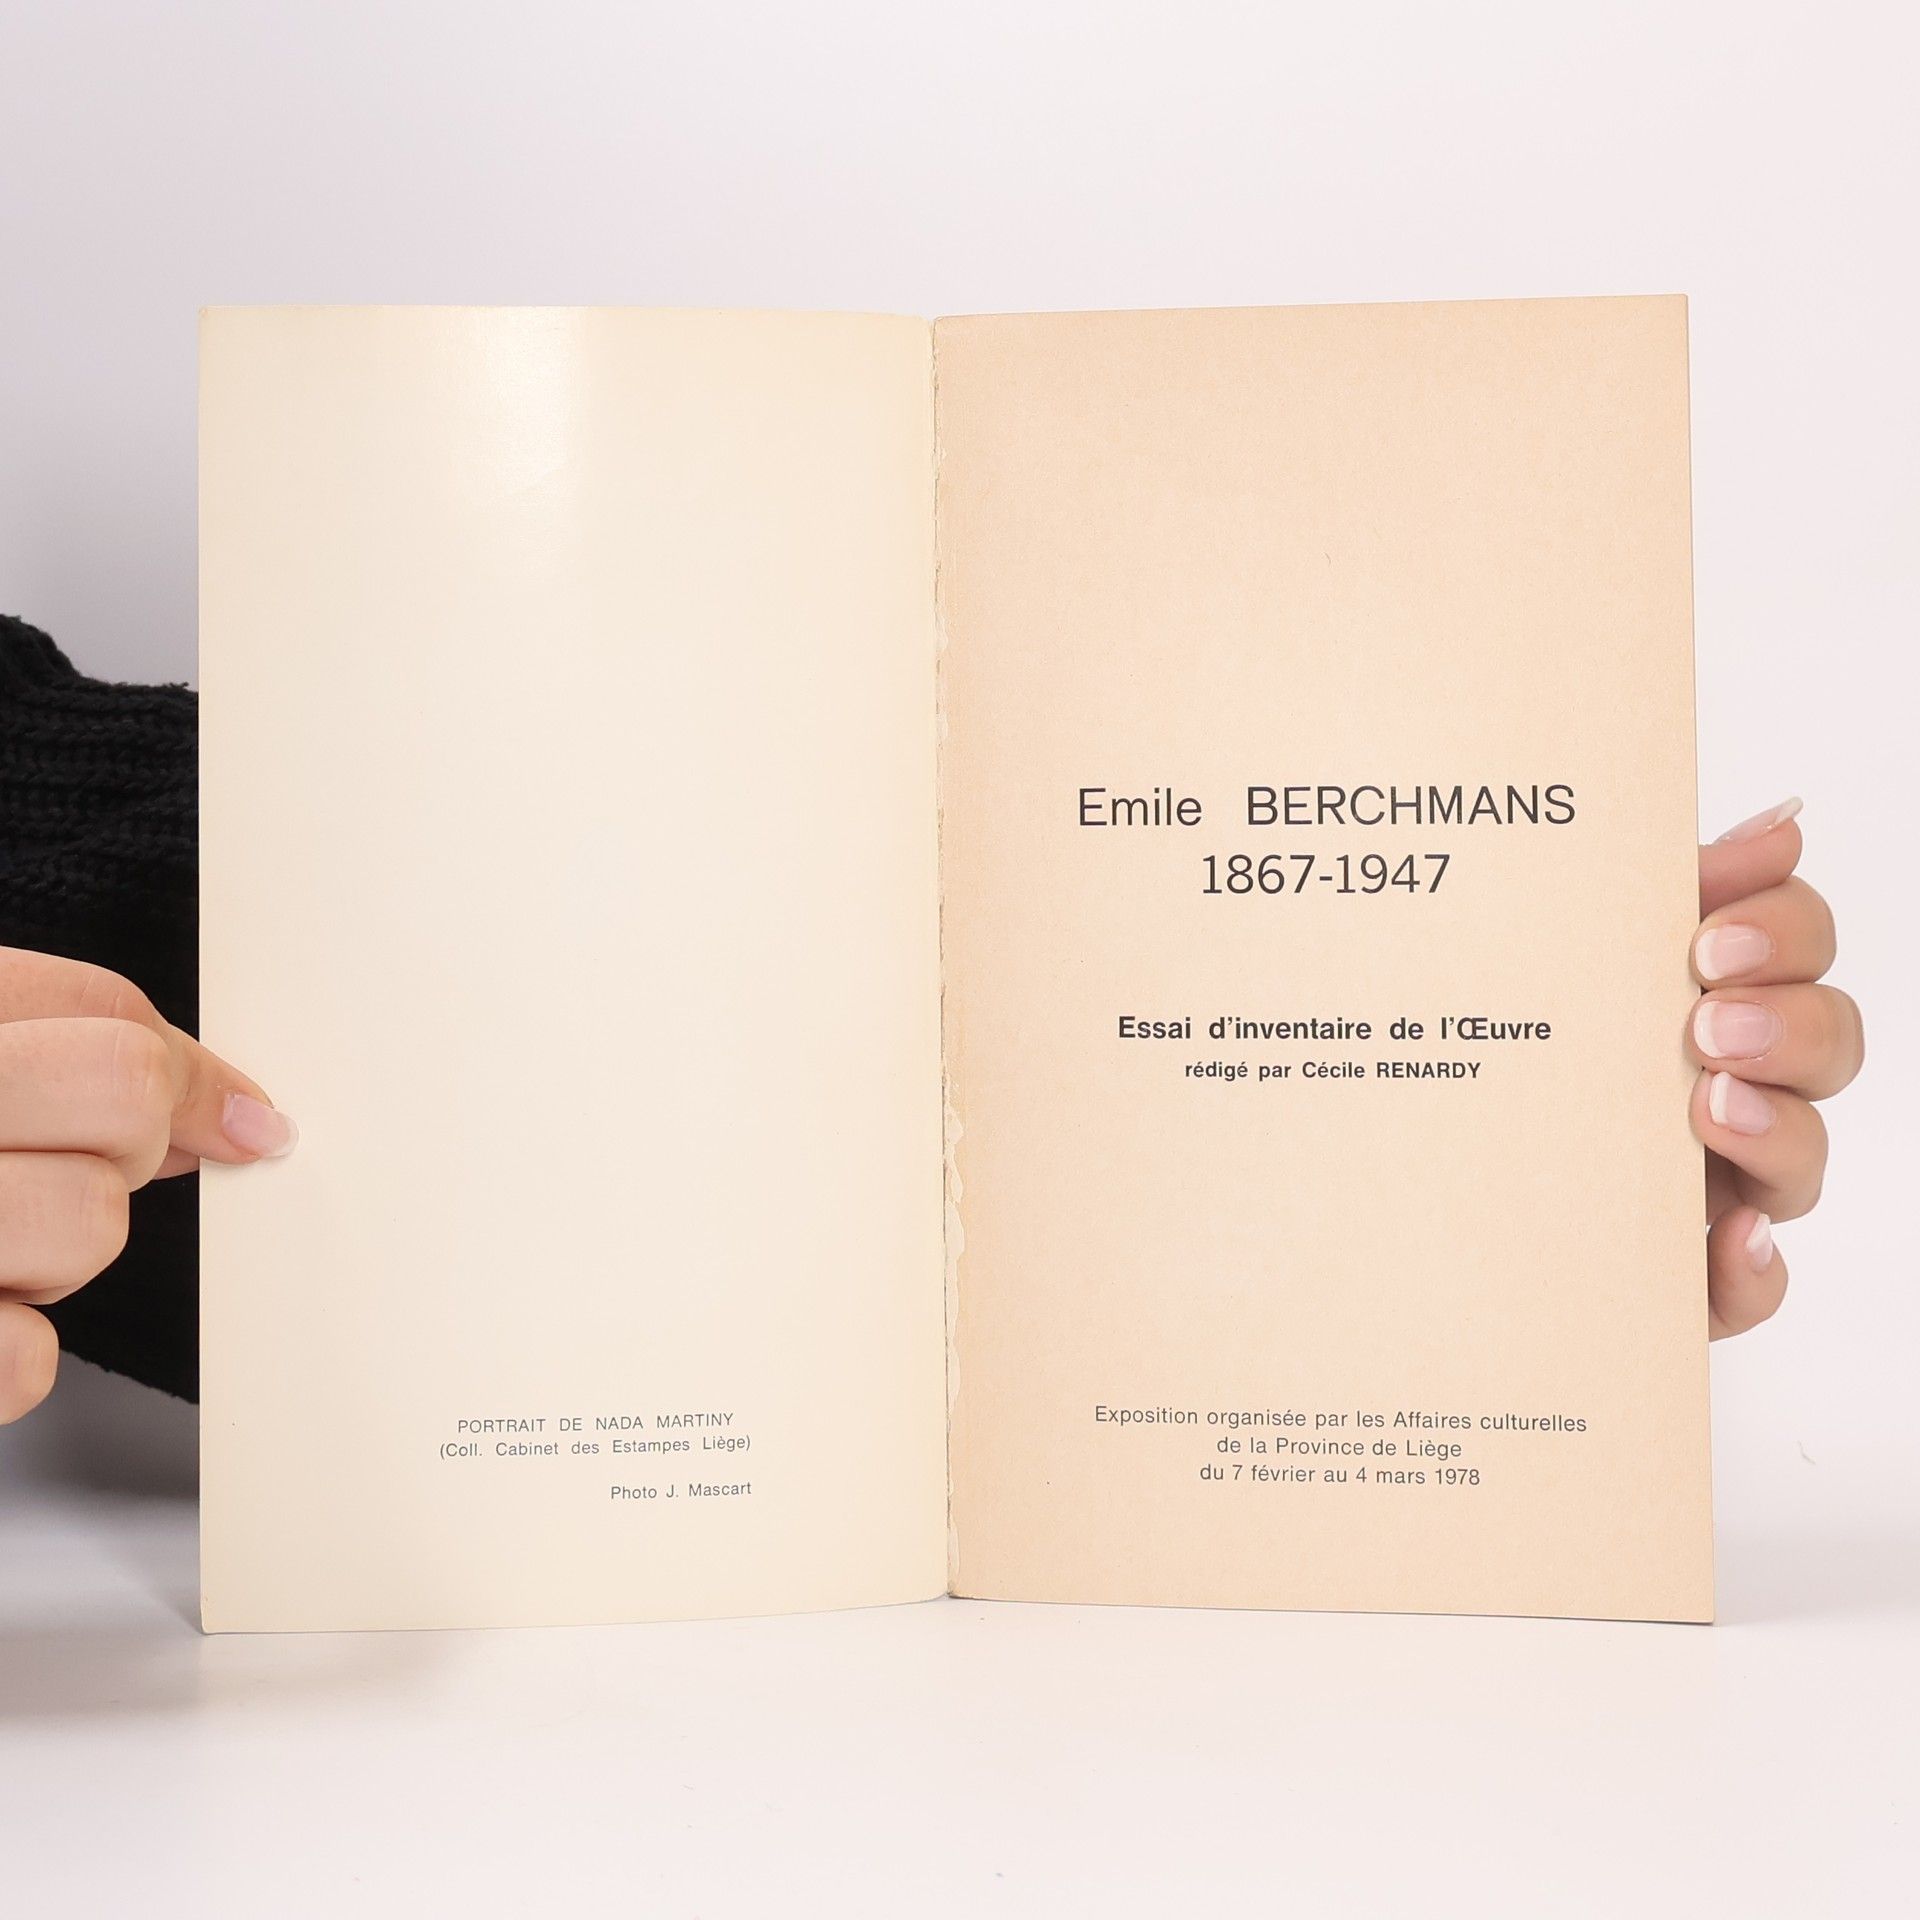 PORTRAIT DE NADA MARTINY
(Coll. Cabinet des Estampes Liège)
Photo J. Mascart
Emile BERCHMANS
1867-1947
Essai d'inventaire de l'Œuvre
rédigé par Cécile RENARDY
Exposition organisée par les Affaires culturelles
de la Province de Liège
du 7 février au 4 mars 1978